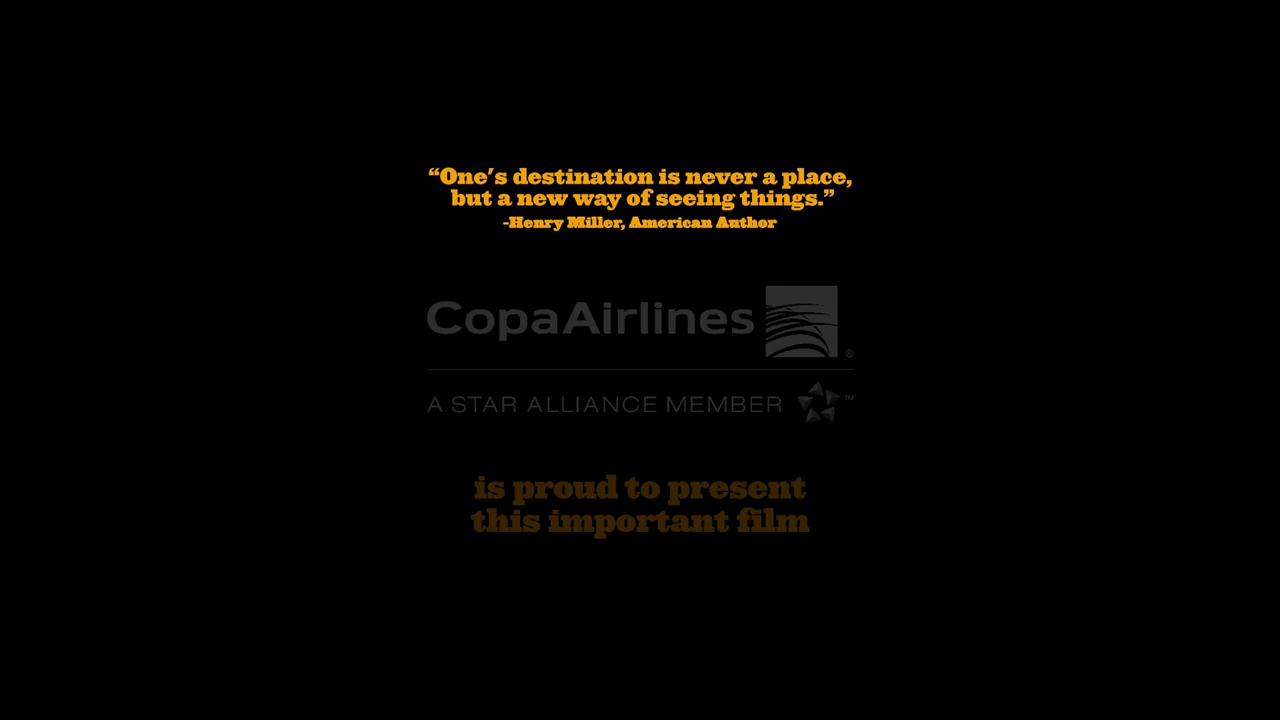 “One's destination is never a place,
but a new way of seeing things.”
-Henry Miller, American Author
CopaAirlines ®
A STAR ALLIANCE MEMBER ™
is proud to present
this important film